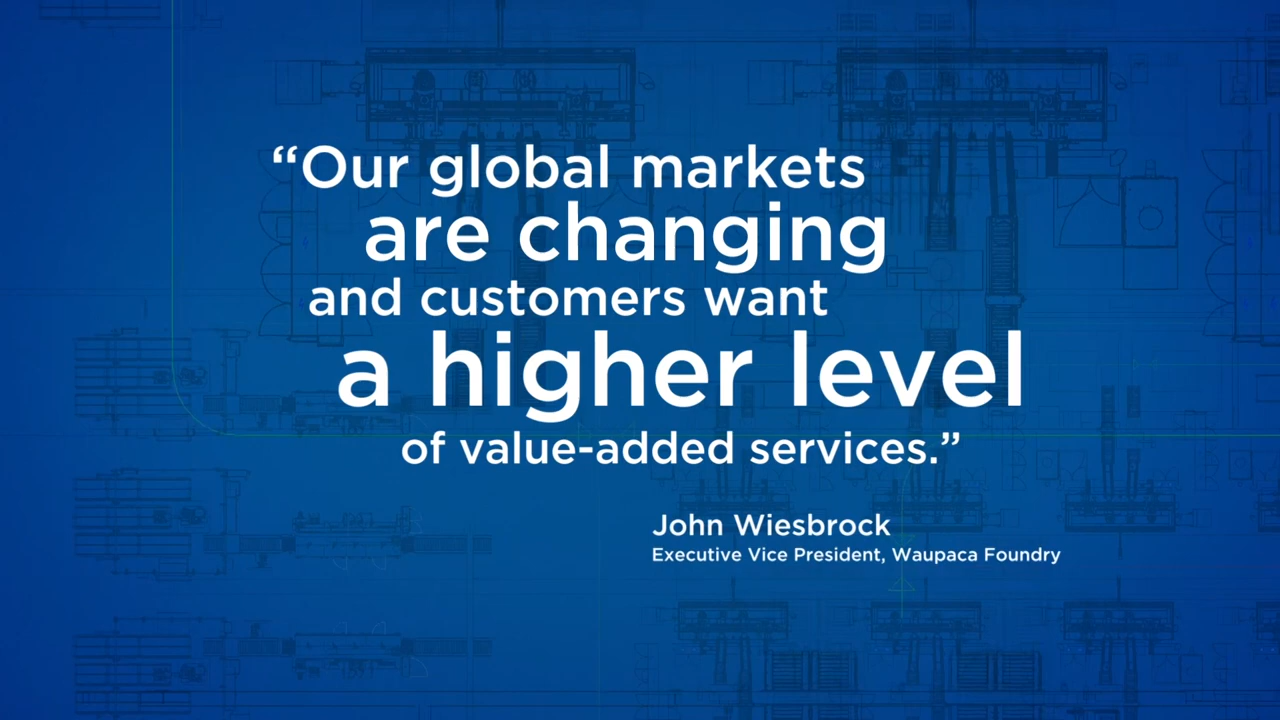 “Our global markets
are changing
and customers want
a higher level
of value-added services.”
John Wiesbrock
Executive Vice President, Waupaca Foundry